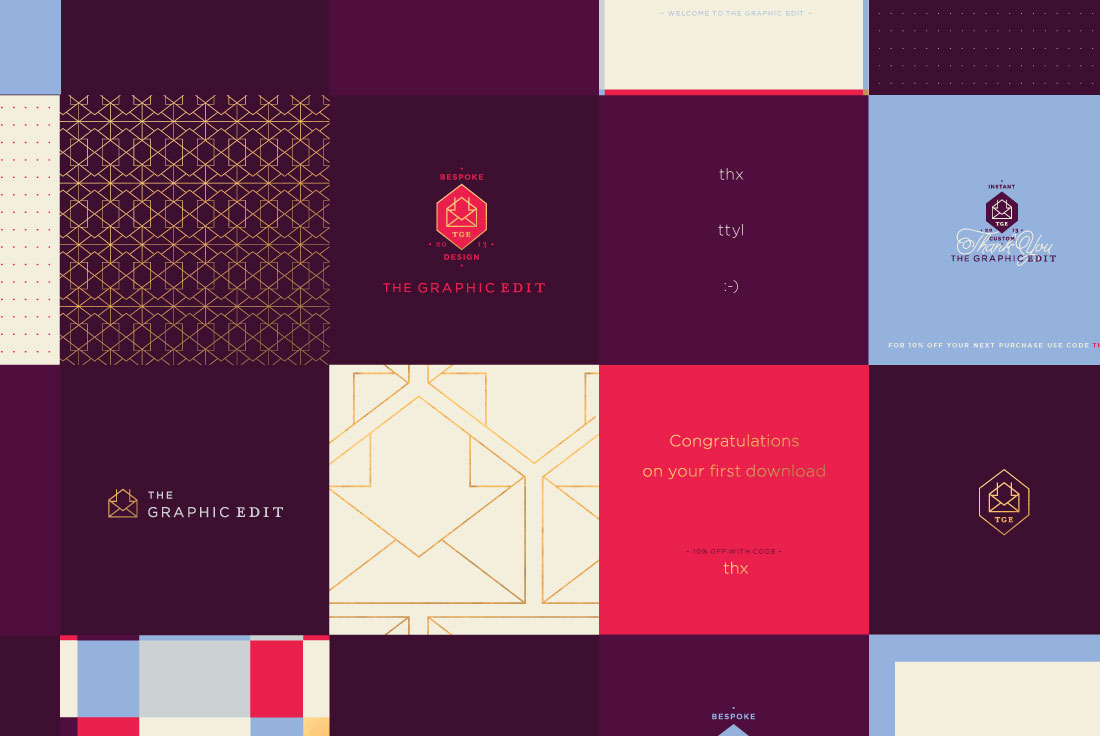 • WELCOME TO THE GRAPHIC EDIT •
BESPOKE
TGE
• 20 13 •
DESIGN
THE GRAPHIC EDIT
thx
ttyl
:-)
INSTANT
TGE
• 20 13 •
CUSTOM
Thank You
THE GRAPHIC EDIT
FOR 10% OFF YOUR NEXT PURCHASE USE CODE
THE
GRAPHIC EDIT
Congratulations
on your first download
• 10% OFF WITH CODE •
thx
TGE
BESPOKE